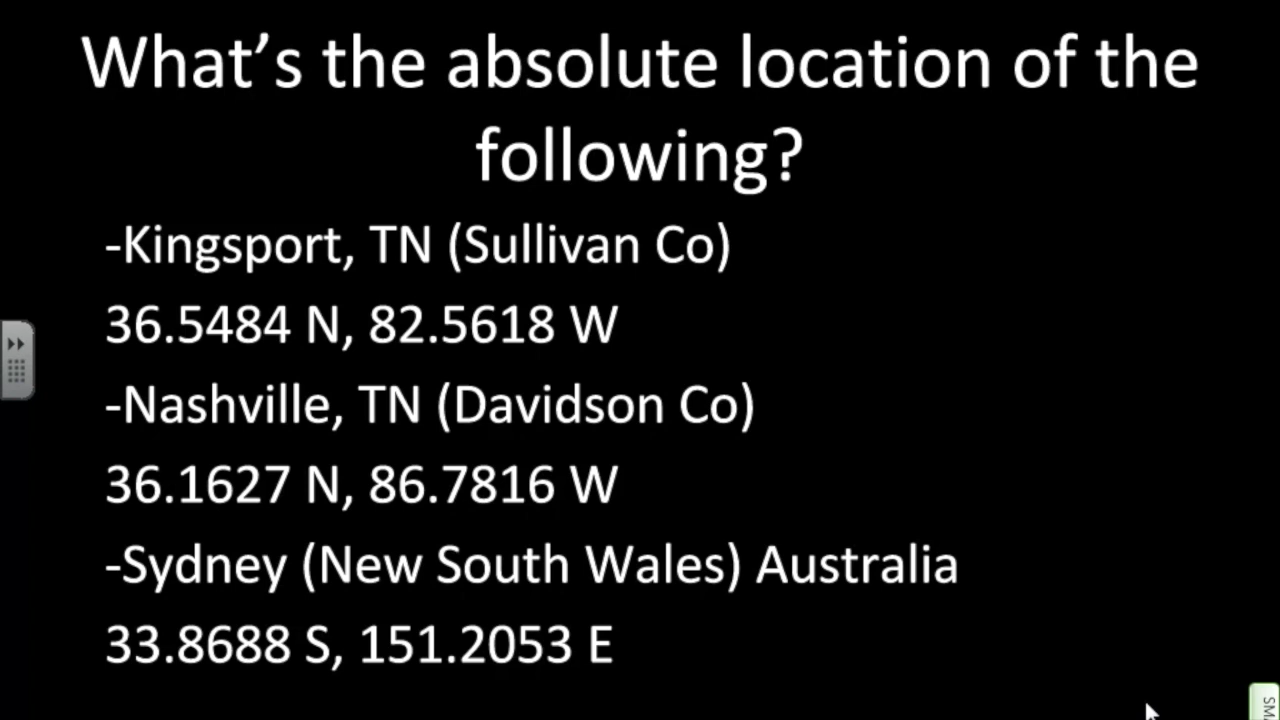 What's the absolute location of the
following?
-Kingsport, TN (Sullivan Co)
36.5484 N, 82.5618 W
-Nashville, TN (Davidson Co)
36.1627 N, 86.7816 W
-Sydney (New South Wales) Australia
33.8688 S, 151.2053 E
SM